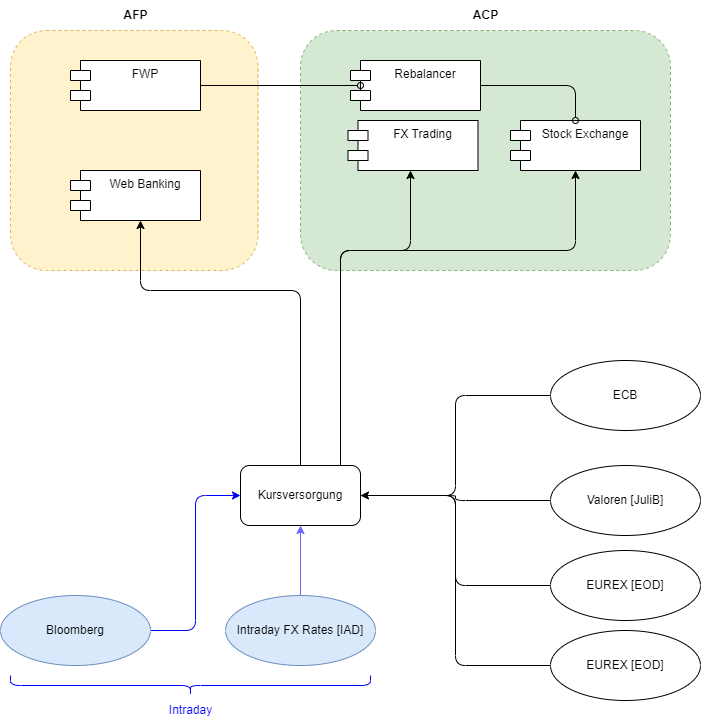 AFP
ACP
FWP
Rebalancer
FX Trading
Stock Exchange
Web Banking
ECB
Kursversorgung
Valoren [JuliB]
EUREX [EOD]
Bloomberg
Intraday FX Rates [IAD]
EUREX [EOD]
Intraday